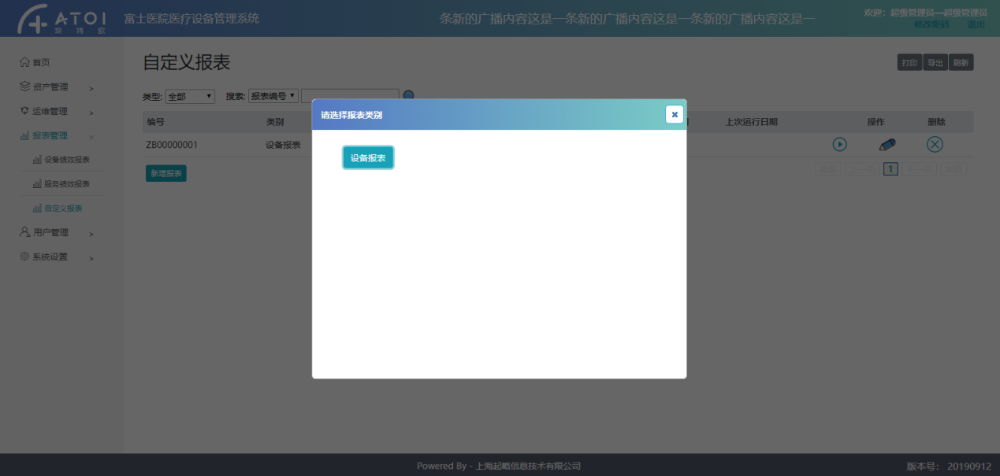 ATOI
埃 特 欧
富士医院医疗设备管理系统
条新的广播内容这是一条新的广播内容这是一条新的广播内容这是一
欢迎: 超级管理员—超级管理员
修改密码 退出
首页
资产管理 >
运维管理 >
报表管理 v
设备绩效报表
服务绩效报表
自定义报表
用户管理 >
系统设置 >
自定义报表
打印 导出 刷新
类型: 全部 搜索: 报表编号
编号 类别 上次运行日期 操作 删除
ZB00000001 设备报表
新增报表
首页 上一页 1 下一页 末页
请选择报表类别 ×
设备报表
Powered By - 上海起略信息技术有限公司
版本号: 20190912